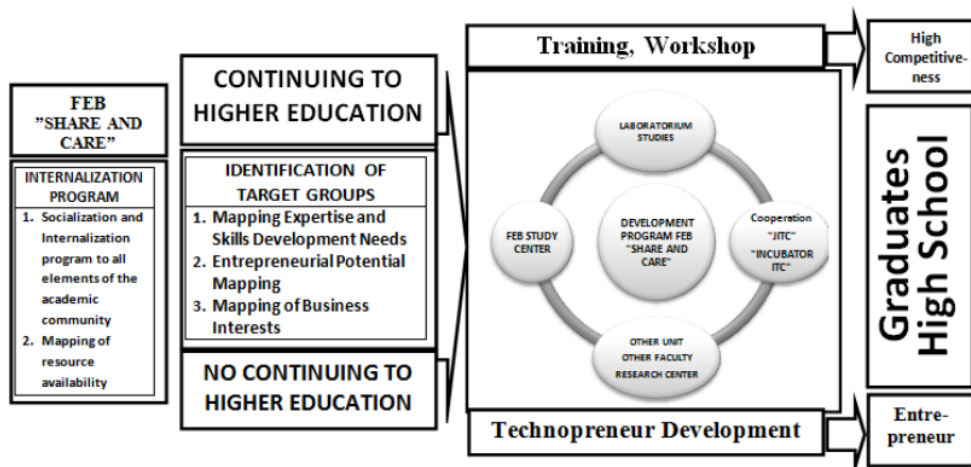 FEB
"SHARE AND
CARE"
INTERNALIZATION
PROGRAM
1. Socialization and
Internalization
program to all
elements of the
academic
community
2. Mapping of
resource
availability
CONTINUING TO
HIGHER EDUCATION
IDENTIFICATION OF
TARGET GROUPS
1. Mapping Expertise and
Skills Development Needs
2. Entrepreneurial Potential
Mapping
3. Mapping of Business
Interests
NO CONTINUING TO
HIGHER EDUCATION
Training, Workshop
LABORATORIUM
STUDIES
FEB STUDY
CENTER
DEVELOPMENT
PROGRAM FEB
"SHARE AND
CARE"
Cooperation
"JITC"
"INCUBATOR
ITC"
OTHER UNIT
OTHER FACULTY
RESEARCH CENTER
Technopreneur Development
High
Competitive-
ness
Graduates
High School
Entre-
preneur